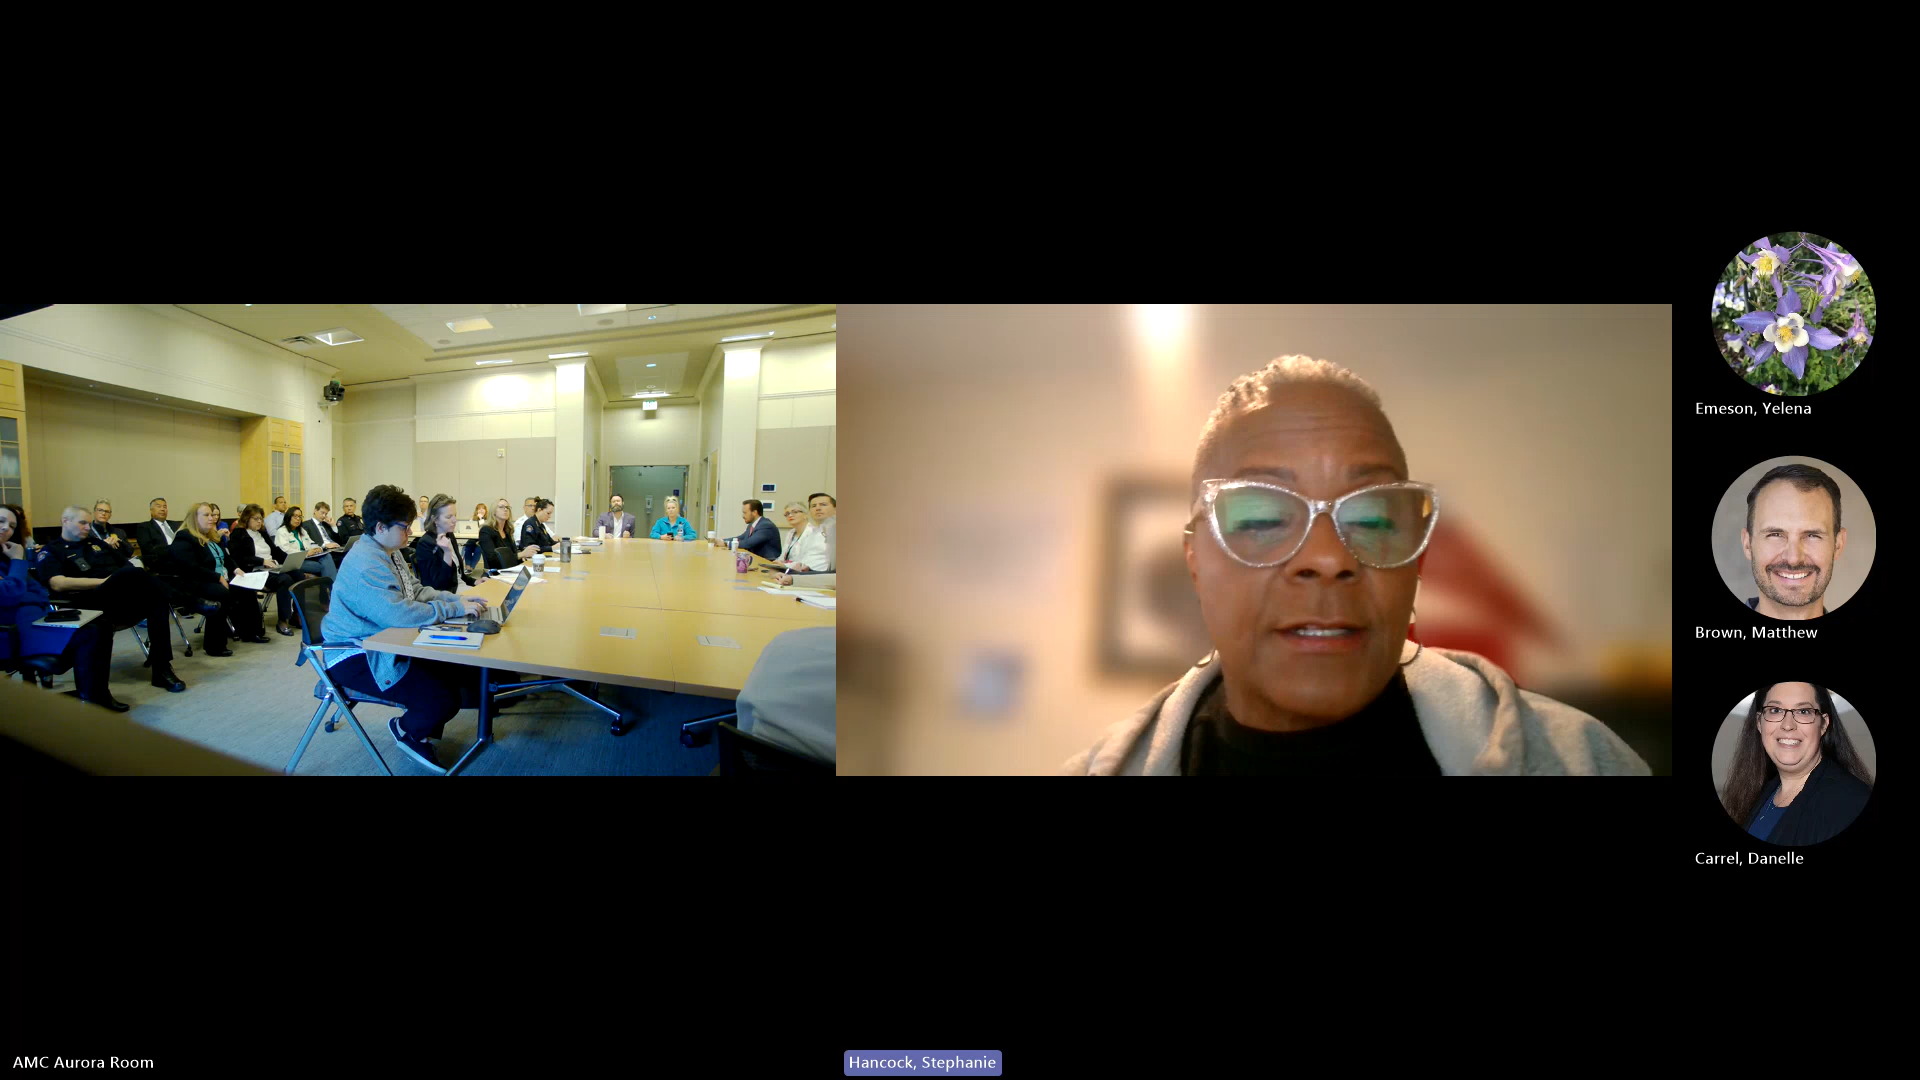 Emeson, Yelena
Brown, Matthew
Carrel, Danelle
AMC Aurora Room
Hancock, Stephanie